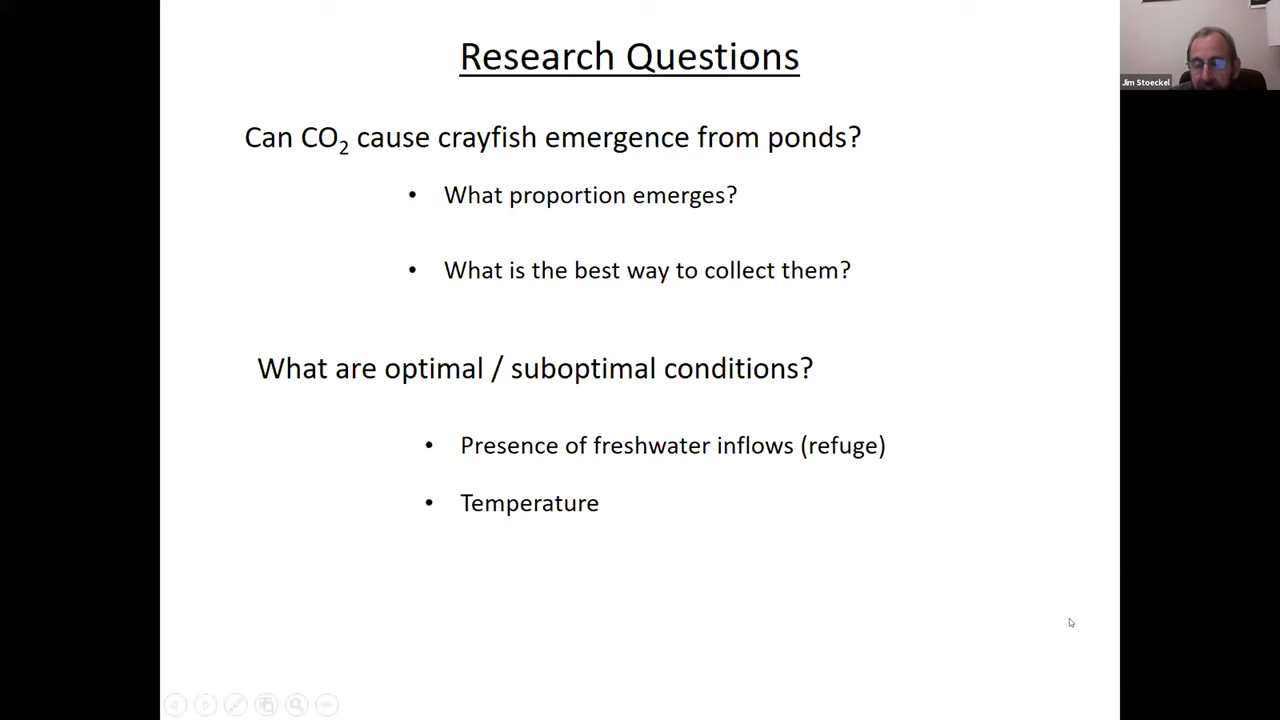 Research Questions
Jim Stoeckel
Can CO₂ cause crayfish emergence from ponds?
• What proportion emerges?
• What is the best way to collect them?
What are optimal / suboptimal conditions?
• Presence of freshwater inflows (refuge)
• Temperature